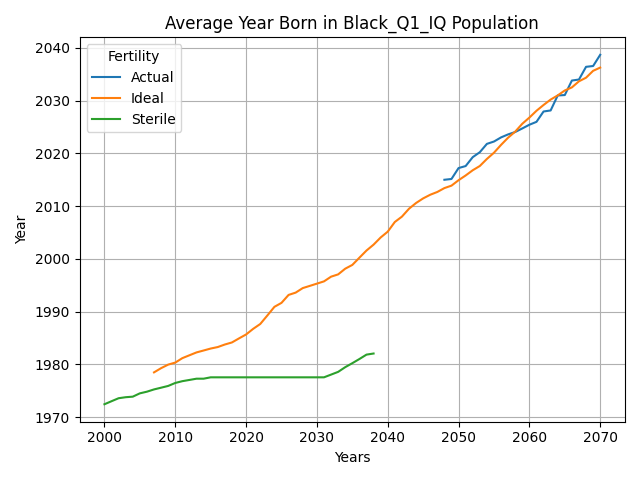 Average Year Born in Black_Q1_IQ Population
Fertility
Actual
Ideal
Sterile
Year
2040
2030
2020
2010
2000
1990
1980
1970
2000 2010 2020 2030 2040 2050 2060 2070
Years